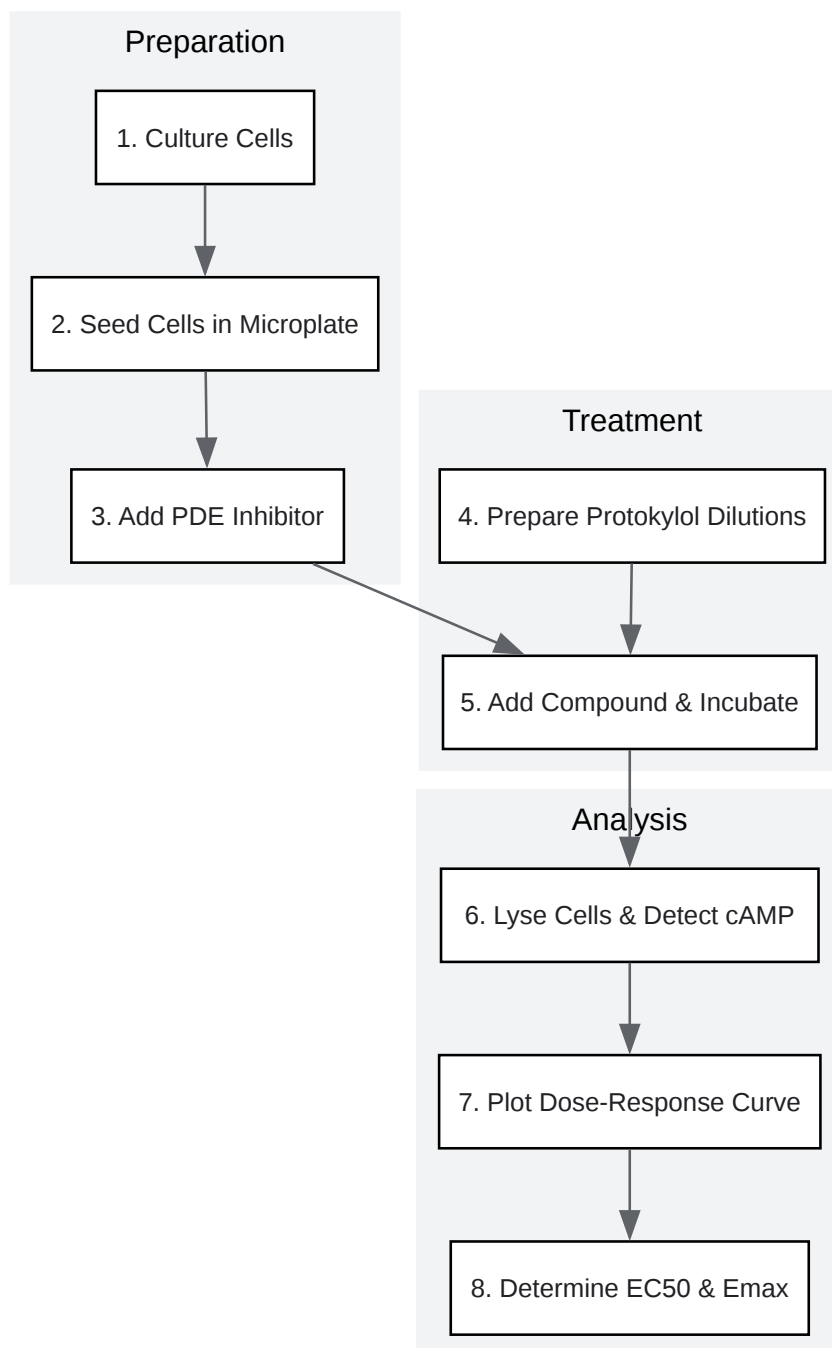 Preparation
1. Culture Cells
2. Seed Cells in Microplate
3. Add PDE Inhibitor
Treatment
4. Prepare Protokylol Dilutions
5. Add Compound & Incubate
Analysis
6. Lyse Cells & Detect cAMP
7. Plot Dose-Response Curve
8. Determine EC50 & Emax